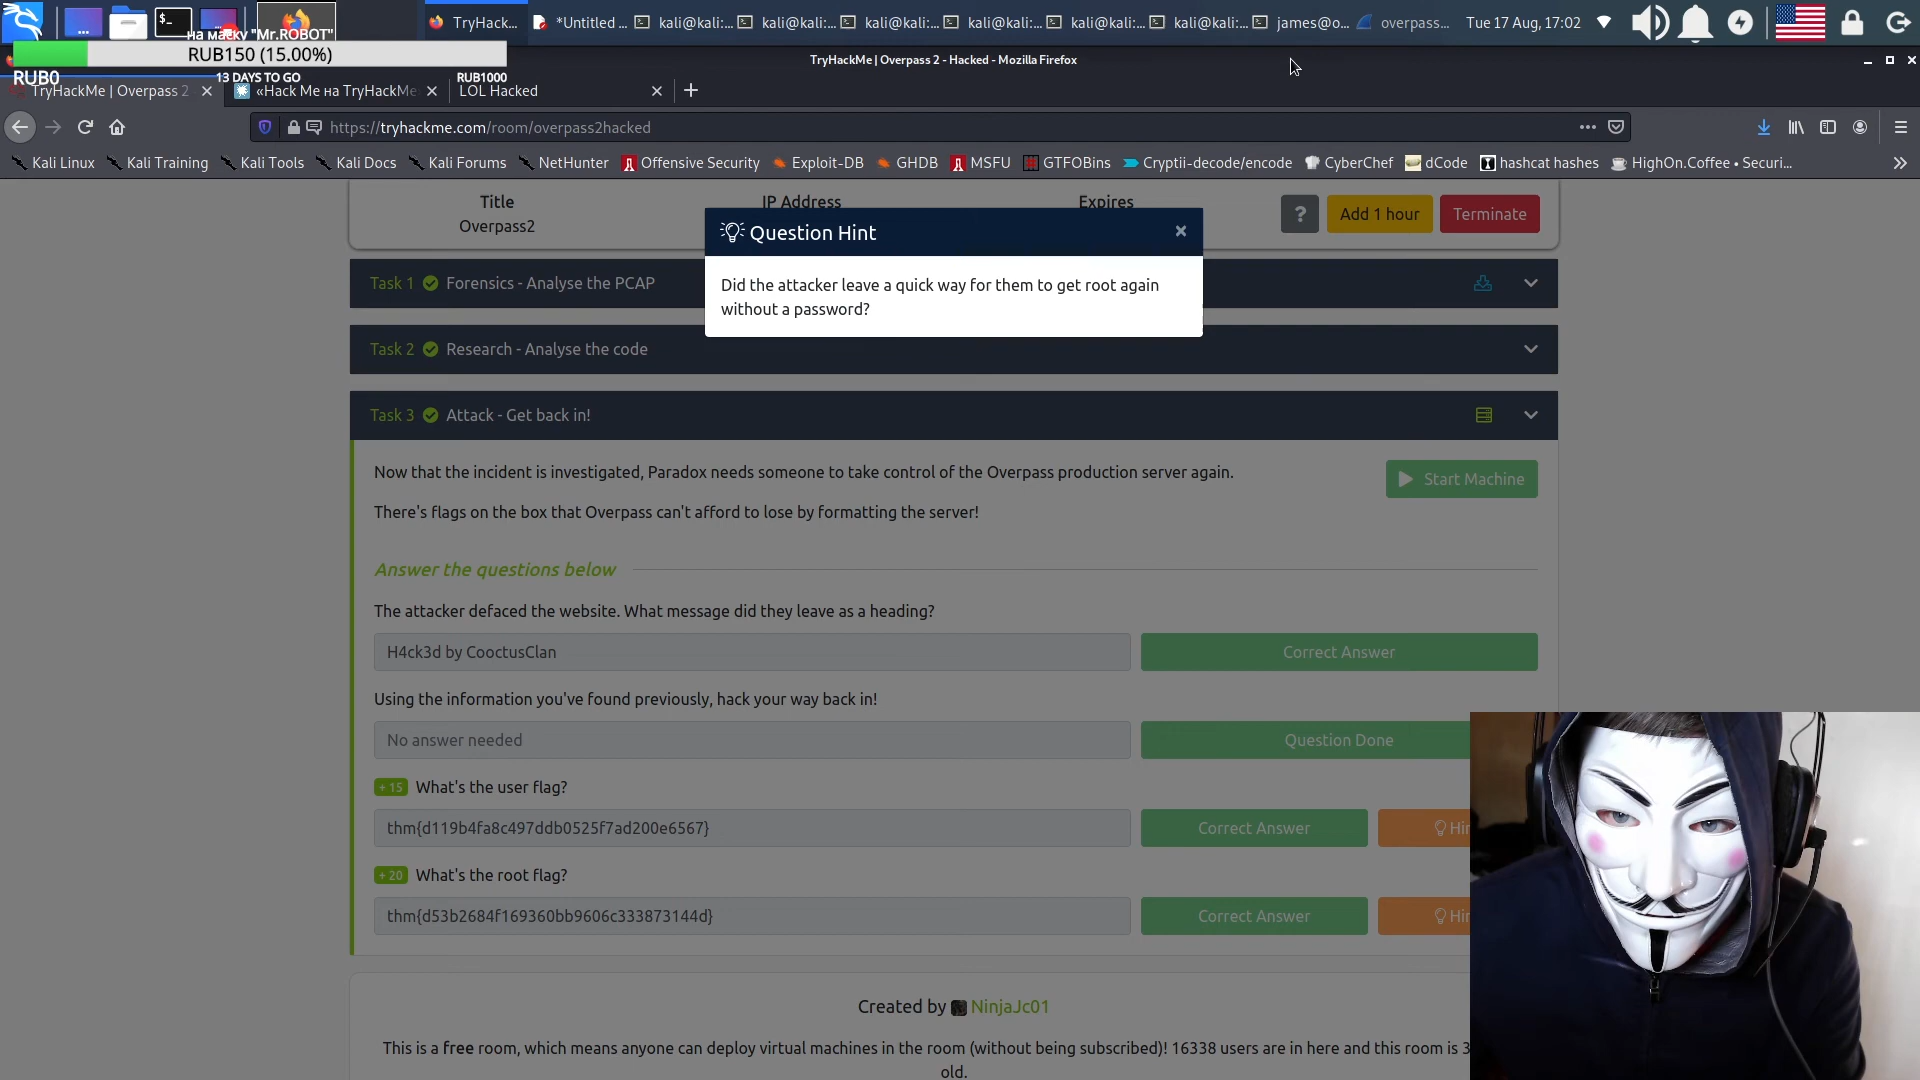 TryHack...
*Untitled ...
kali@kali:...
kali@kali:...
kali@kali:...
kali@kali:...
kali@kali:...
kali@kali:...
james@o...
overpass...
Tue 17 Aug, 17:02
на маску "Mr.ROBOT"
RUB150 (15.00%)
RUB0
13 DAYS TO GO
RUB1000
TryHackMe | Overpass 2 - Hacked - Mozilla Firefox
TryHackMe | Overpass 2
«Hack Me на TryHackMe
LOL Hacked
https://tryhackme.com/room/overpass2hacked
Kali Linux
Kali Training
Kali Tools
Kali Docs
Kali Forums
NetHunter
Offensive Security
Exploit-DB
GHDB
MSFU
GTFOBins
Cryptii-decode/encode
CyberChef
dCode
hashcat hashes
HighOn.Coffee • Securi...
Title
IP Address
Expires
Overpass2
?
Add 1 hour
Terminate
Question Hint
Did the attacker leave a quick way for them to get root again
without a password?
Task 1 Forensics - Analyse the PCAP
Task 2 Research - Analyse the code
Task 3 Attack - Get back in!
Now that the incident is investigated, Paradox needs someone to take control of the Overpass production server again.
Start Machine
There's flags on the box that Overpass can't afford to lose by formatting the server!
Answer the questions below
The attacker defaced the website. What message did they leave as a heading?
H4ck3d by CooctusClan
Correct Answer
Using the information you've found previously, hack your way back in!
No answer needed
Question Done
+ 15 What's the user flag?
thm{d119b4fa8c497ddb0525f7ad200e6567}
Correct Answer
Hin
+ 20 What's the root flag?
thm{d53b2684f169360bb9606c333873144d}
Correct Answer
Hin
Created by NinjaJc01
This is a free room, which means anyone can deploy virtual machines in the room (without being subscribed)! 16338 users are in here and this room is 3
old.